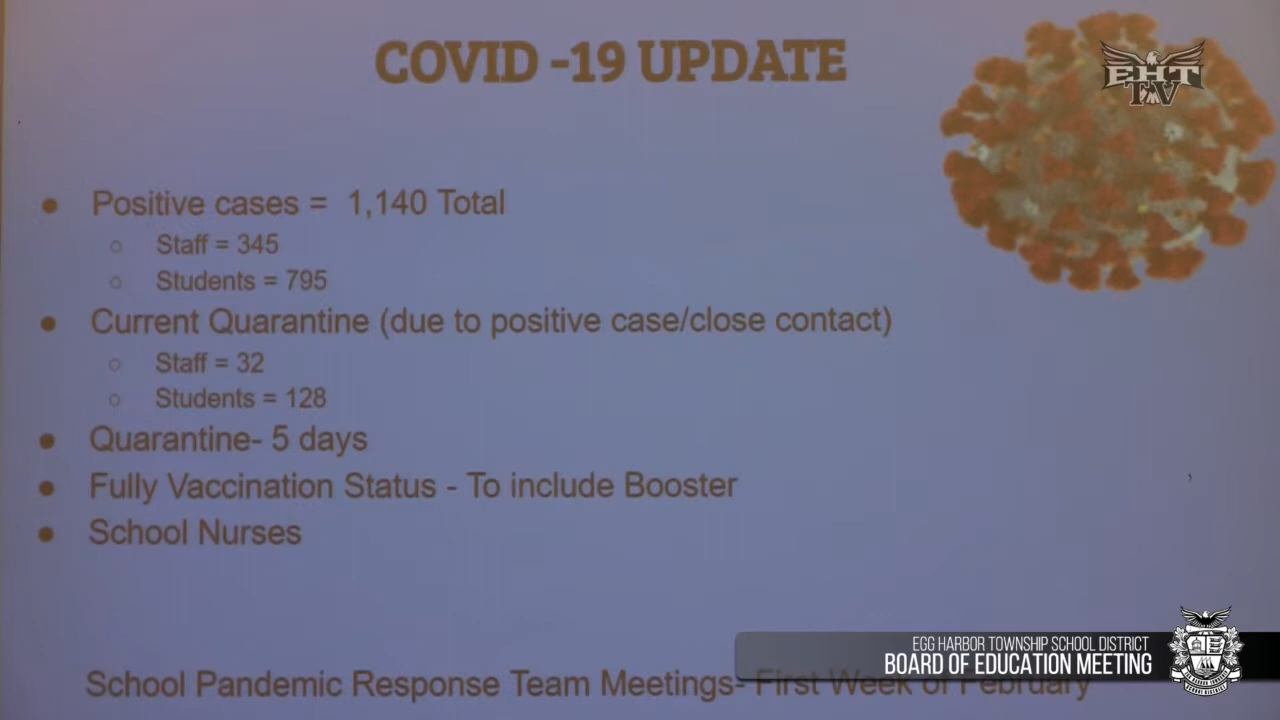 COVID -19 UPDATE
EHT
TV
● Positive cases = 1,140 Total
○ Staff = 345
○ Students = 795
● Current Quarantine (due to positive case/close contact)
○ Staff = 32
○ Students = 128
● Quarantine- 5 days
● Fully Vaccination Status - To include Booster
● School Nurses
EGG HARBOR TOWNSHIP SCHOOL DISTRICT
BOARD OF EDUCATION MEETING
School Pandemic Response Team Meetings- First Week of February